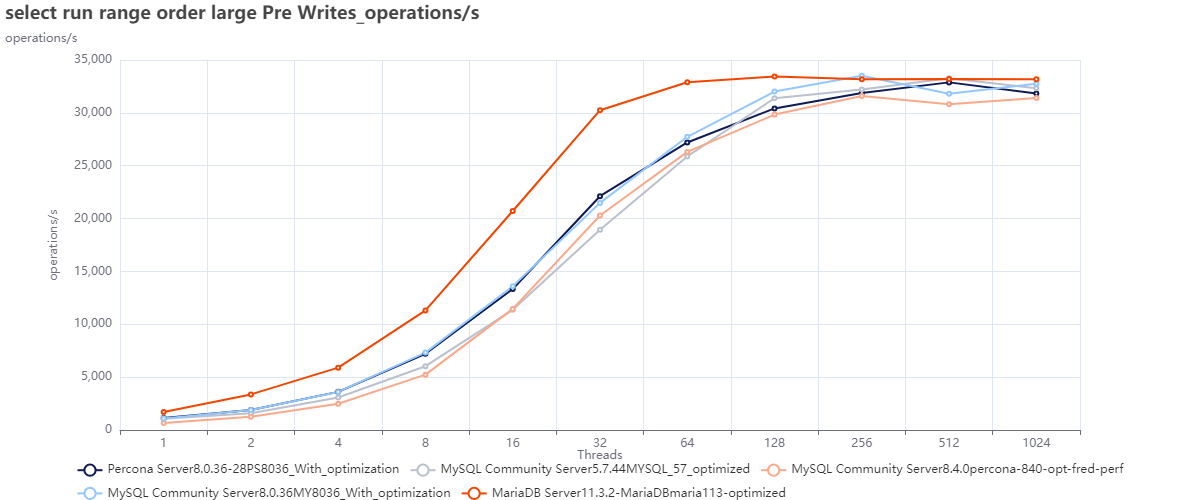 select run range order large Pre Writes_operations/s
operations/s
35,000
30,000
25,000
20,000
15,000
10,000
5,000
0
operations/s
1 2 4 8 16 32 64 128 256 512 1024
Threads
Percona Server8.0.36-28PS8036_With_optimization MySQL Community Server5.7.44MYSQL_57_optimized MySQL Community Server8.4.0percona-840-opt-fred-perf
MySQL Community Server8.0.36MY8036_With_optimization MariaDB Server11.3.2-MariaDBmaria113-optimized